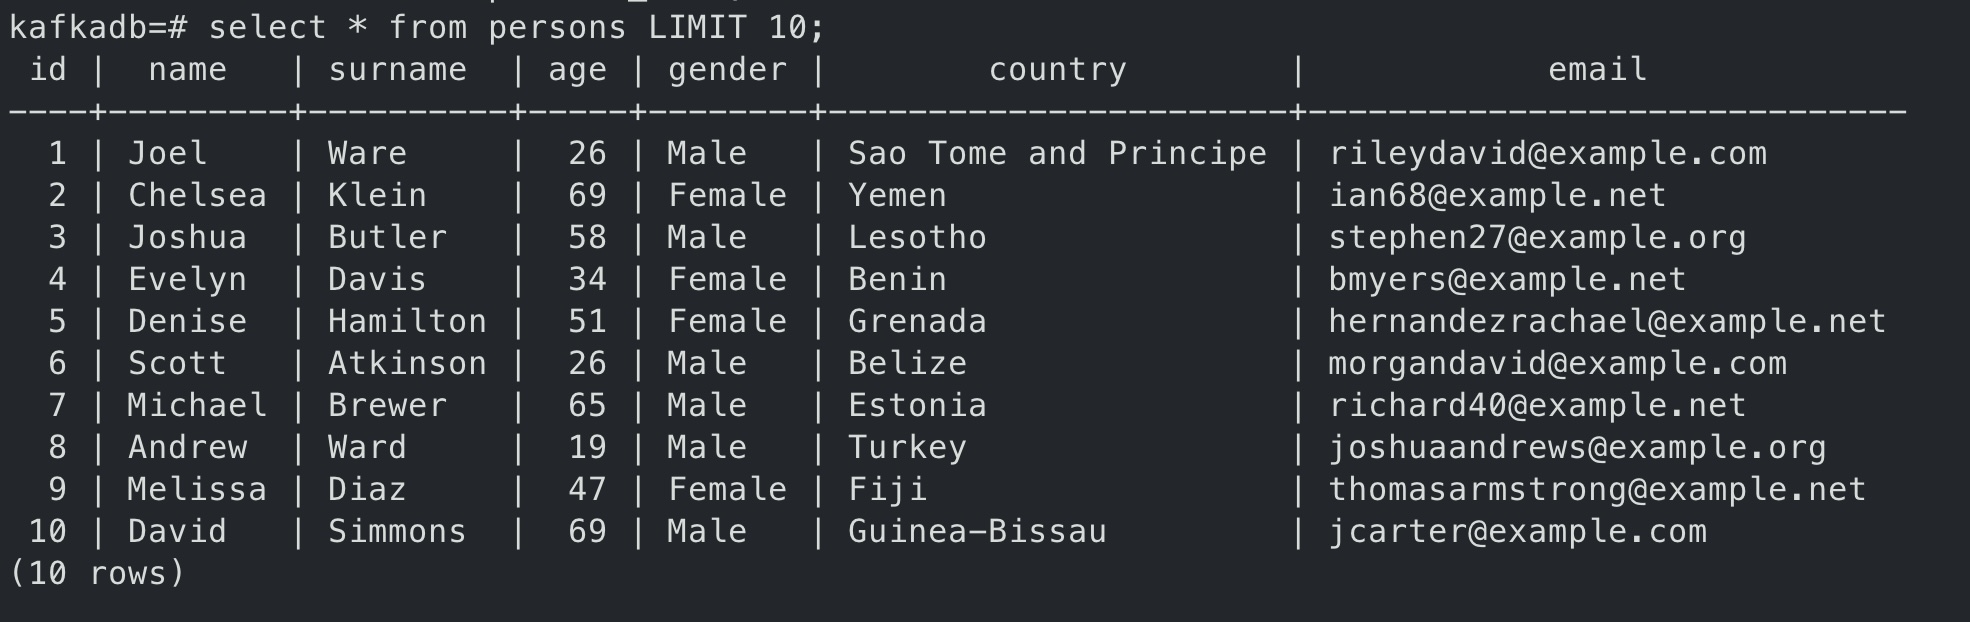 kafkadb=# select * from persons LIMIT 10;
 id |  name   | surname  | age | gender |        country        |            email
----+---------+----------+-----+--------+-----------------------+------------------------------
  1 | Joel    | Ware     |  26 | Male   | Sao Tome and Principe | rileydavid@example.com
  2 | Chelsea | Klein    |  69 | Female | Yemen                 | ian68@example.net
  3 | Joshua  | Butler   |  58 | Male   | Lesotho               | stephen27@example.org
  4 | Evelyn  | Davis    |  34 | Female | Benin                 | bmyers@example.net
  5 | Denise  | Hamilton |  51 | Female | Grenada               | hernandezrachael@example.net
  6 | Scott   | Atkinson |  26 | Male   | Belize                | morgandavid@example.com
  7 | Michael | Brewer   |  65 | Male   | Estonia               | richard40@example.net
  8 | Andrew  | Ward     |  19 | Male   | Turkey                | joshuaandrews@example.org
  9 | Melissa | Diaz     |  47 | Female | Fiji                  | thomasarmstrong@example.net
 10 | David   | Simmons  |  69 | Male   | Guinea-Bissau         | jcarter@example.com
(10 rows)